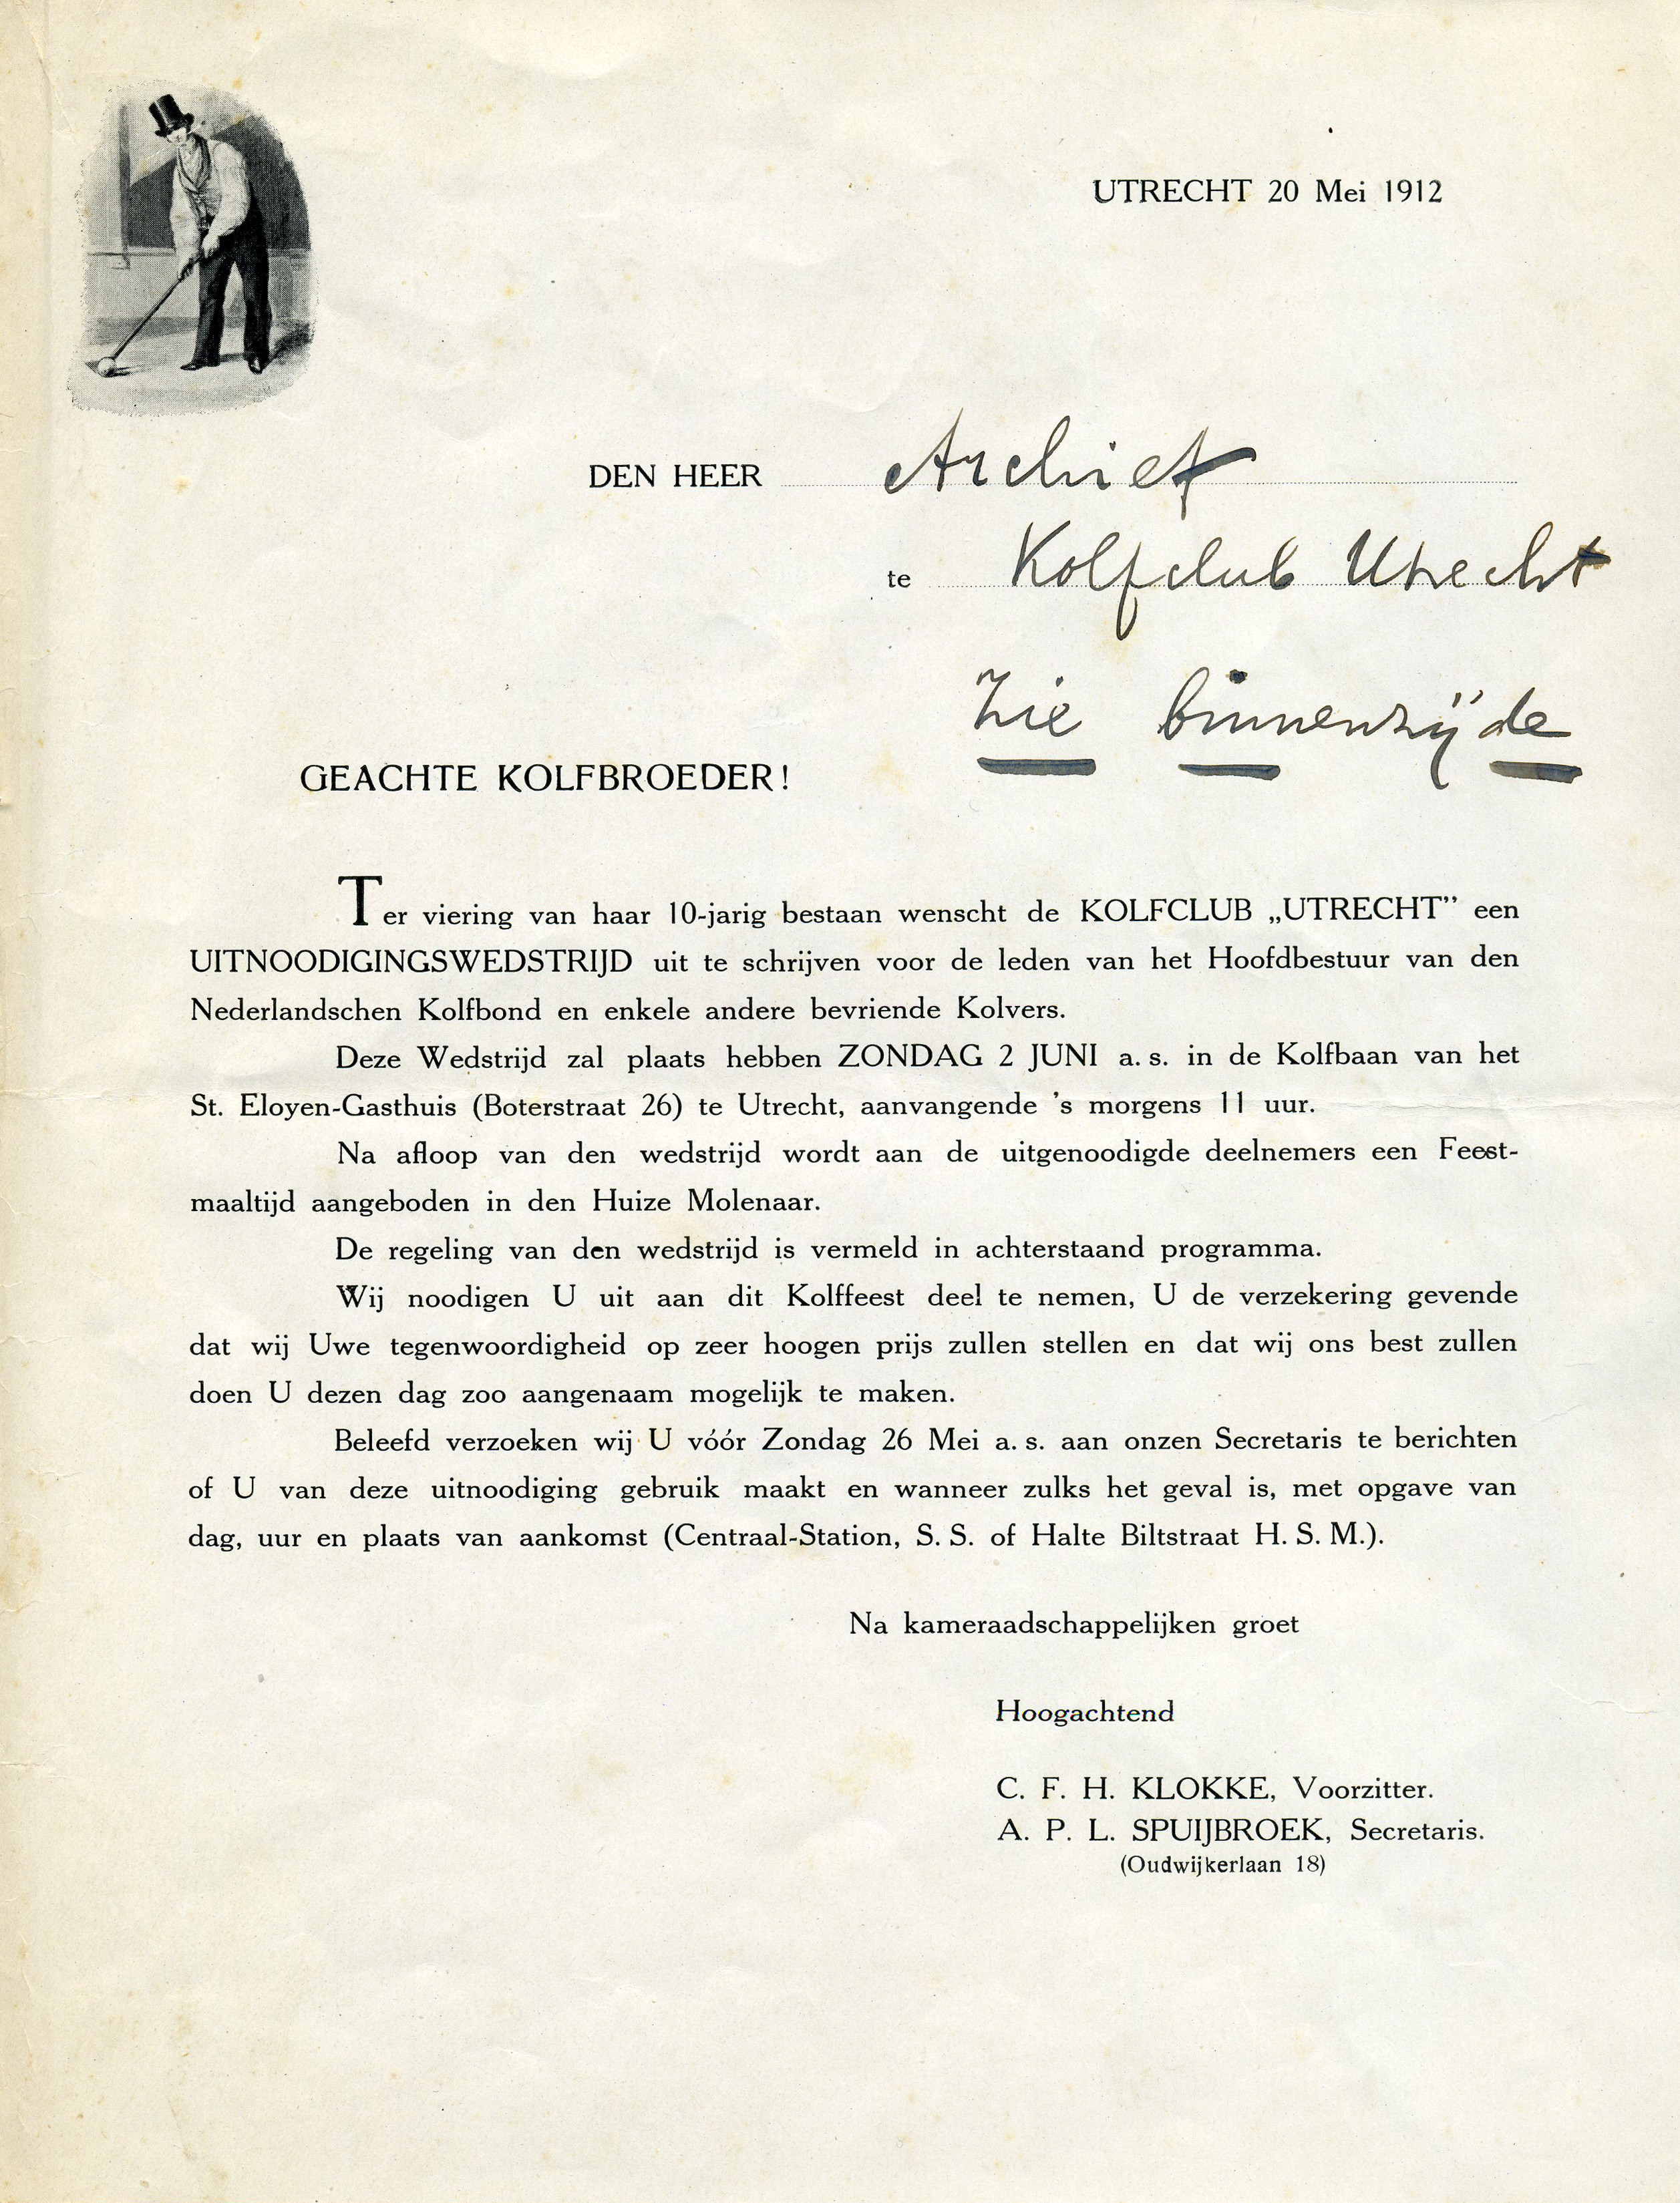 UTRECHT 20 Mei 1912
DEN HEER Archief
te Kolfclub Utrecht
Zie binnenzijde
GEACHTE KOLFBROEDER!
Ter viering van haar 10-jarig bestaan wenscht de KOLFCLUB „UTRECHT” een
UITNOODIGINGSWEDSTRIJD uit te schrijven voor de leden van het Hoofdbestuur van den
Nederlandschen Kolfbond en enkele andere bevriende Kolvers.
Deze Wedstrijd zal plaats hebben ZONDAG 2 JUNI a. s. in de Kolfbaan van het
St. Eloyen-Gasthuis (Boterstraat 26) te Utrecht, aanvangende 's morgens 11 uur.
Na afloop van den wedstrijd wordt aan de uitgenoodigde deelnemers een Feest-
maaltijd aangeboden in den Huize Molenaar.
De regeling van den wedstrijd is vermeld in achterstaand programma.
Wij noodigen U uit aan dit Kolffeest deel te nemen, U de verzekering gevende
dat wij Uwe tegenwoordigheid op zeer hoogen prijs zullen stellen en dat wij ons best zullen
doen U dezen dag zoo aangenaam mogelijk te maken.
Beleefd verzoeken wij U vóór Zondag 26 Mei a. s. aan onzen Secretaris te berichten
of U van deze uitnoodiging gebruik maakt en wanneer zulks het geval is, met opgave van
dag, uur en plaats van aankomst (Centraal-Station, S. S. of Halte Biltstraat H. S. M.).
Na kameraadschappelijken groet
Hoogachtend
C. F. H. KLOKKE, Voorzitter.
A. P. L. SPUIJBROEK, Secretaris.
(Oudwijkerlaan 18)